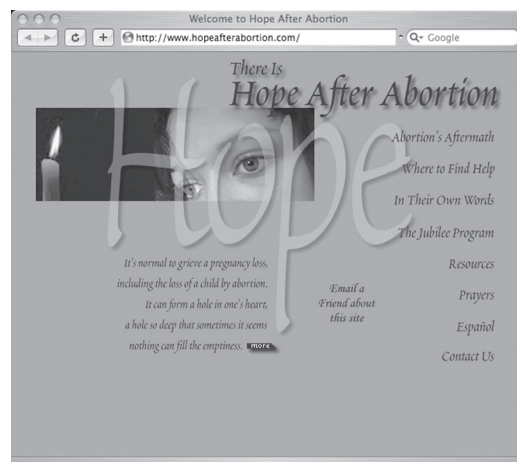 Welcome to Hope After Abortion
http://www.hopeafterabortion.com/
Google
There Is
Hope After Abortion
Hope
Abortion's Aftermath
Where to Find Help
In Their Own Words
The Jubilee Program
Resources
Prayers
Español
Contact Us
It's normal to grieve a pregnancy loss,
including the loss of a child by abortion.
It can form a hole in one's heart,
a hole so deep that sometimes it seems
nothing can fill the emptiness. more
Email a
Friend about
this site